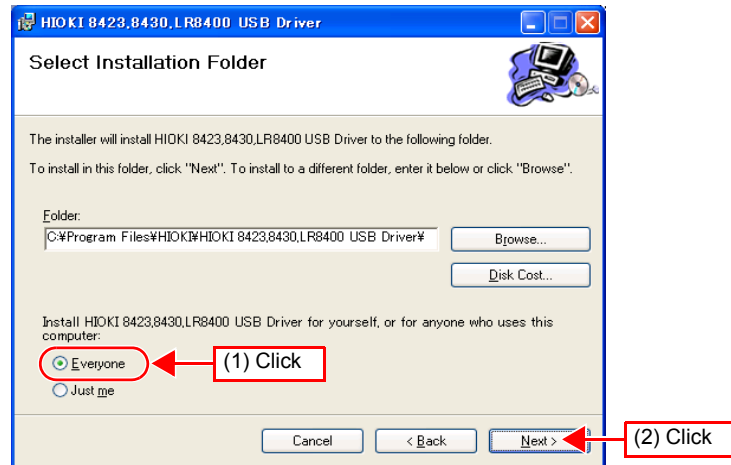 HIOKI 8423,8430,LR8400 USB Driver
Select Installation Folder
The installer will install HIOKI 8423,8430,LR8400 USB Driver to the following folder.
To install in this folder, click "Next". To install to a different folder, enter it below or click "Browse".
Folder:
C:¥Program Files¥HIOKI¥HIOKI 8423,8430,LR8400 USB Driver¥
Browse...
Disk Cost...
Install HIOKI 8423,8430,LR8400 USB Driver for yourself, or for anyone who uses this
computer:
Everyone
(1) Click
Just me
Cancel
< Back
Next >
(2) Click